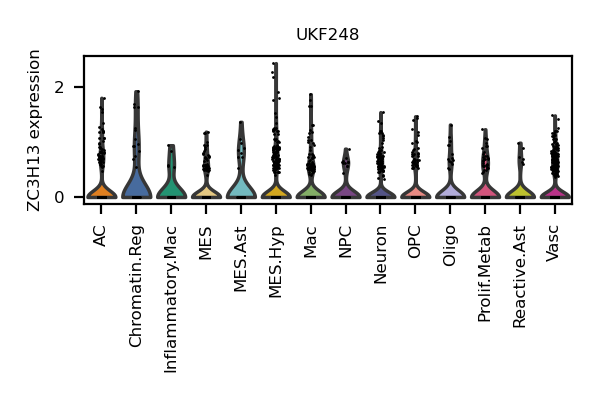 UKF248
ZC3H13 expression
2
0
AC
Chromatin.Reg
Inflammatory.Mac
MES
MES.Ast
MES.Hyp
Mac
NPC
Neuron
OPC
Oligo
Prolif.Metab
Reactive.Ast
Vasc